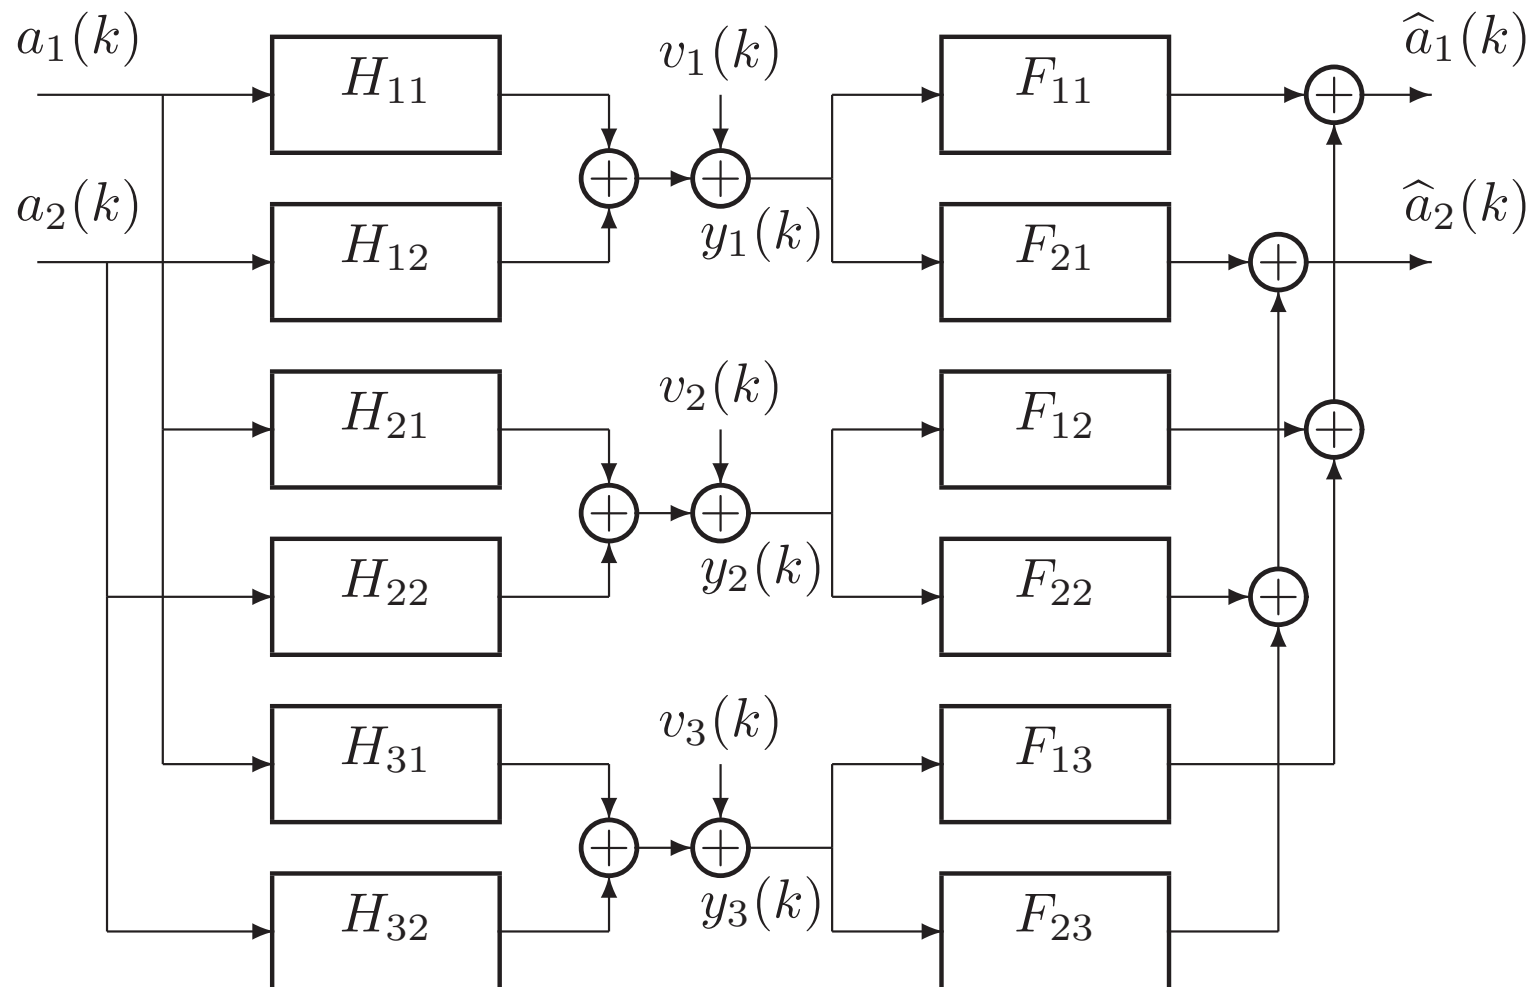 a₁(k)
H₁₁
v₁(k)
F₁₁
â₁(k)
a₂(k)
H₁₂
y₁(k)
F₂₁
â₂(k)
H₂₁
v₂(k)
F₁₂
H₂₂
y₂(k)
F₂₂
H₃₁
v₃(k)
F₁₃
H₃₂
y₃(k)
F₂₃